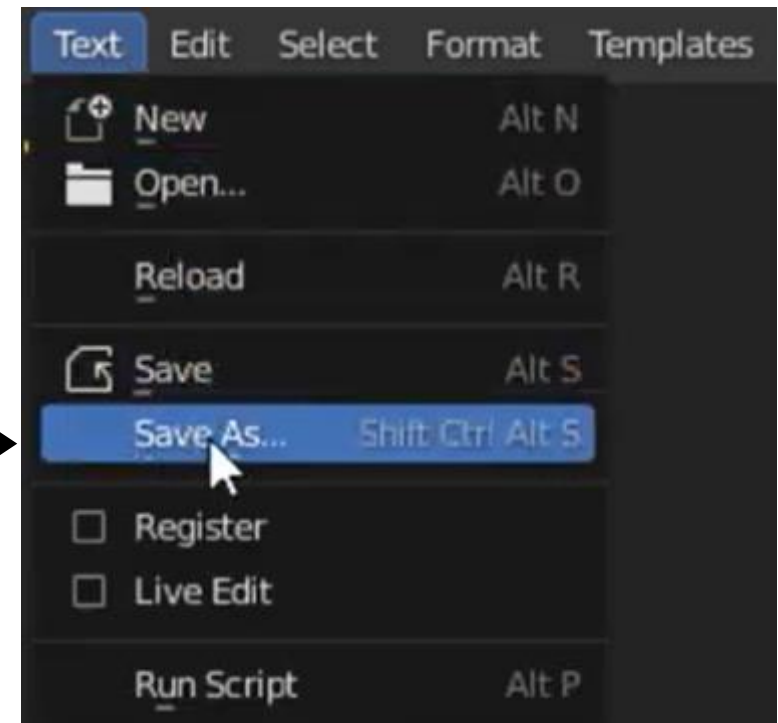 Text Edit Select Format Templates
New Alt N
Open... Alt O
Reload Alt R
Save Alt S
Save As... Shift Ctrl Alt S
Register
Live Edit
Run Script Alt P